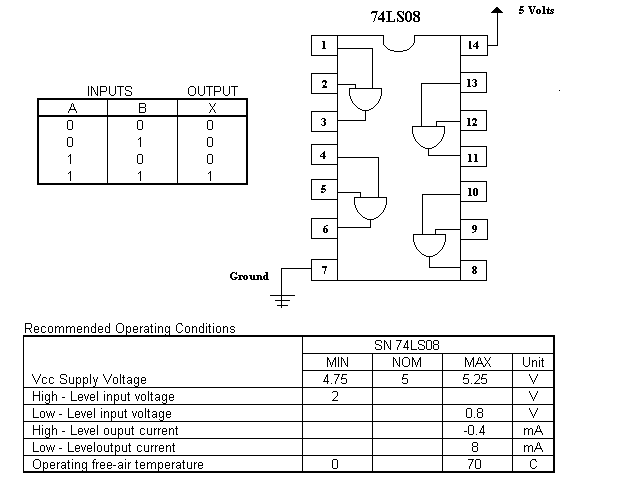 74LS08
5 Volts
1
14
2
13
3
12
4
11
5
10
6
9
7
8
Ground
INPUTS OUTPUT
A B X
0 0 0
0 1 0
1 0 0
1 1 1
Recommended Operating Conditions
SN 74LS08
MIN NOM MAX Unit
Vcc Supply Voltage 4.75 5 5.25 V
High - Level input voltage 2 V
Low - Level input voltage 0.8 V
High - Level ouput current -0.4 mA
Low - Leveloutput current 8 mA
Operating free-air temperature 0 70 C